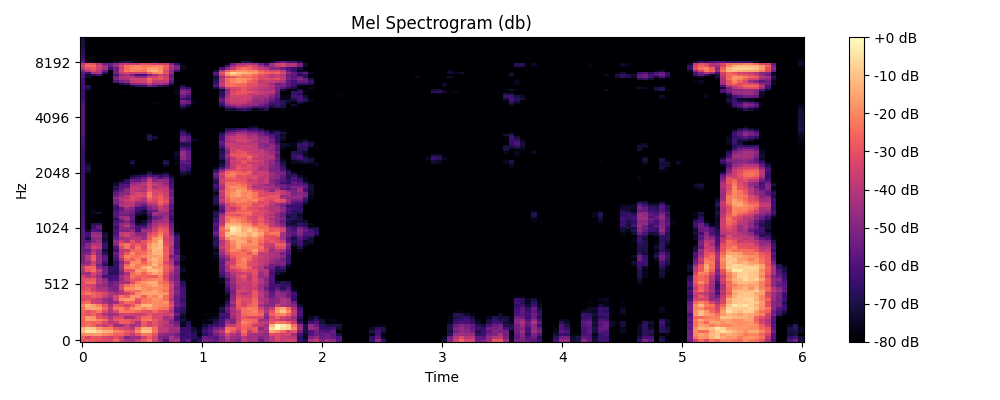 Mel Spectrogram (db)
8192
4096
2048
1024
512
0
Hz
0 1 2 3 4 5 6
Time
+0 dB
-10 dB
-20 dB
-30 dB
-40 dB
-50 dB
-60 dB
-70 dB
-80 dB